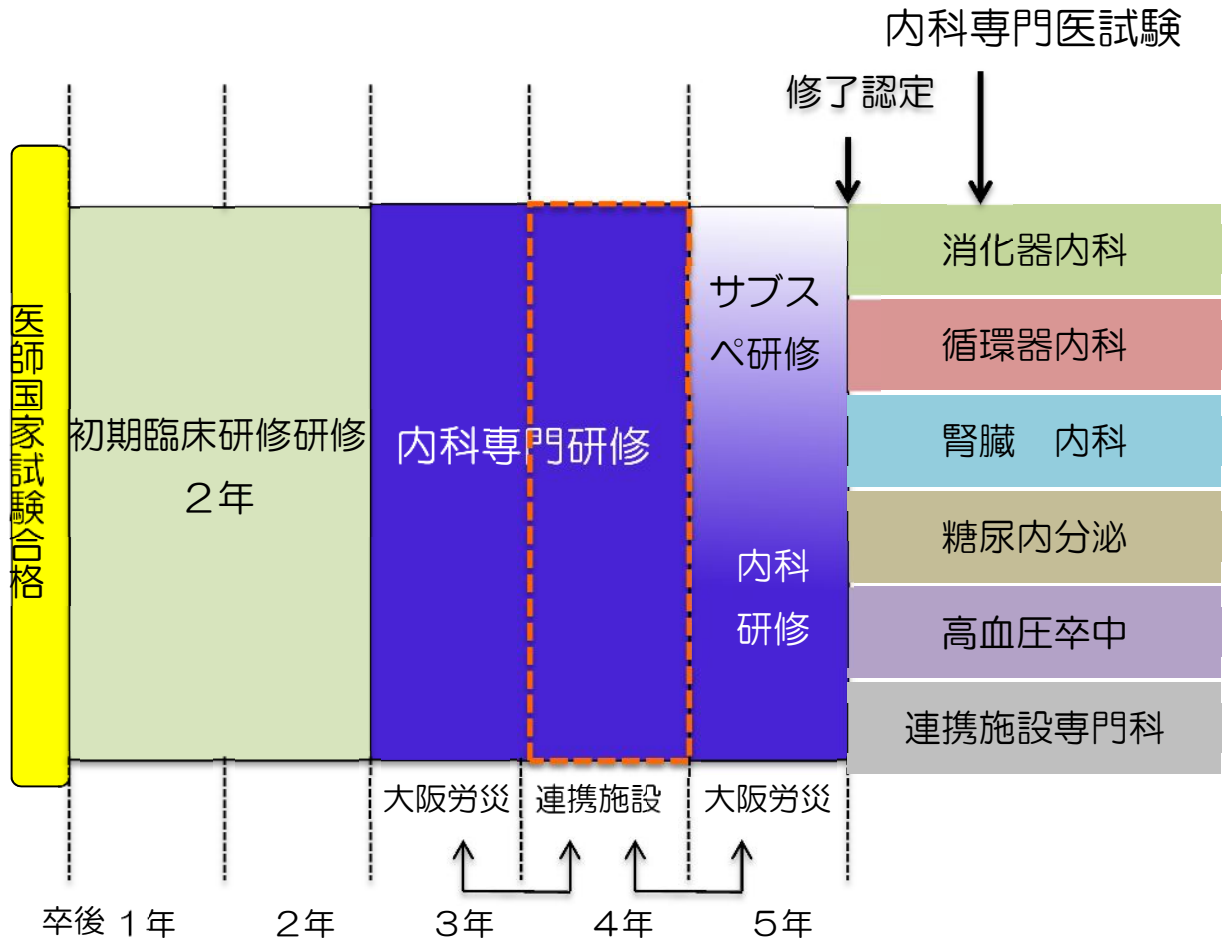 内科専門医試験
修了認定
医師国家試験合格
初期臨床研修研修
２年
内科専門研修
サブス
ペ研修
内科
研修
消化器内科
循環器内科
腎臓　内科
糖尿内分泌
高血圧卒中
連携施設専門科
大阪労災
連携施設
大阪労災
卒後 １年
２年
３年
４年
５年